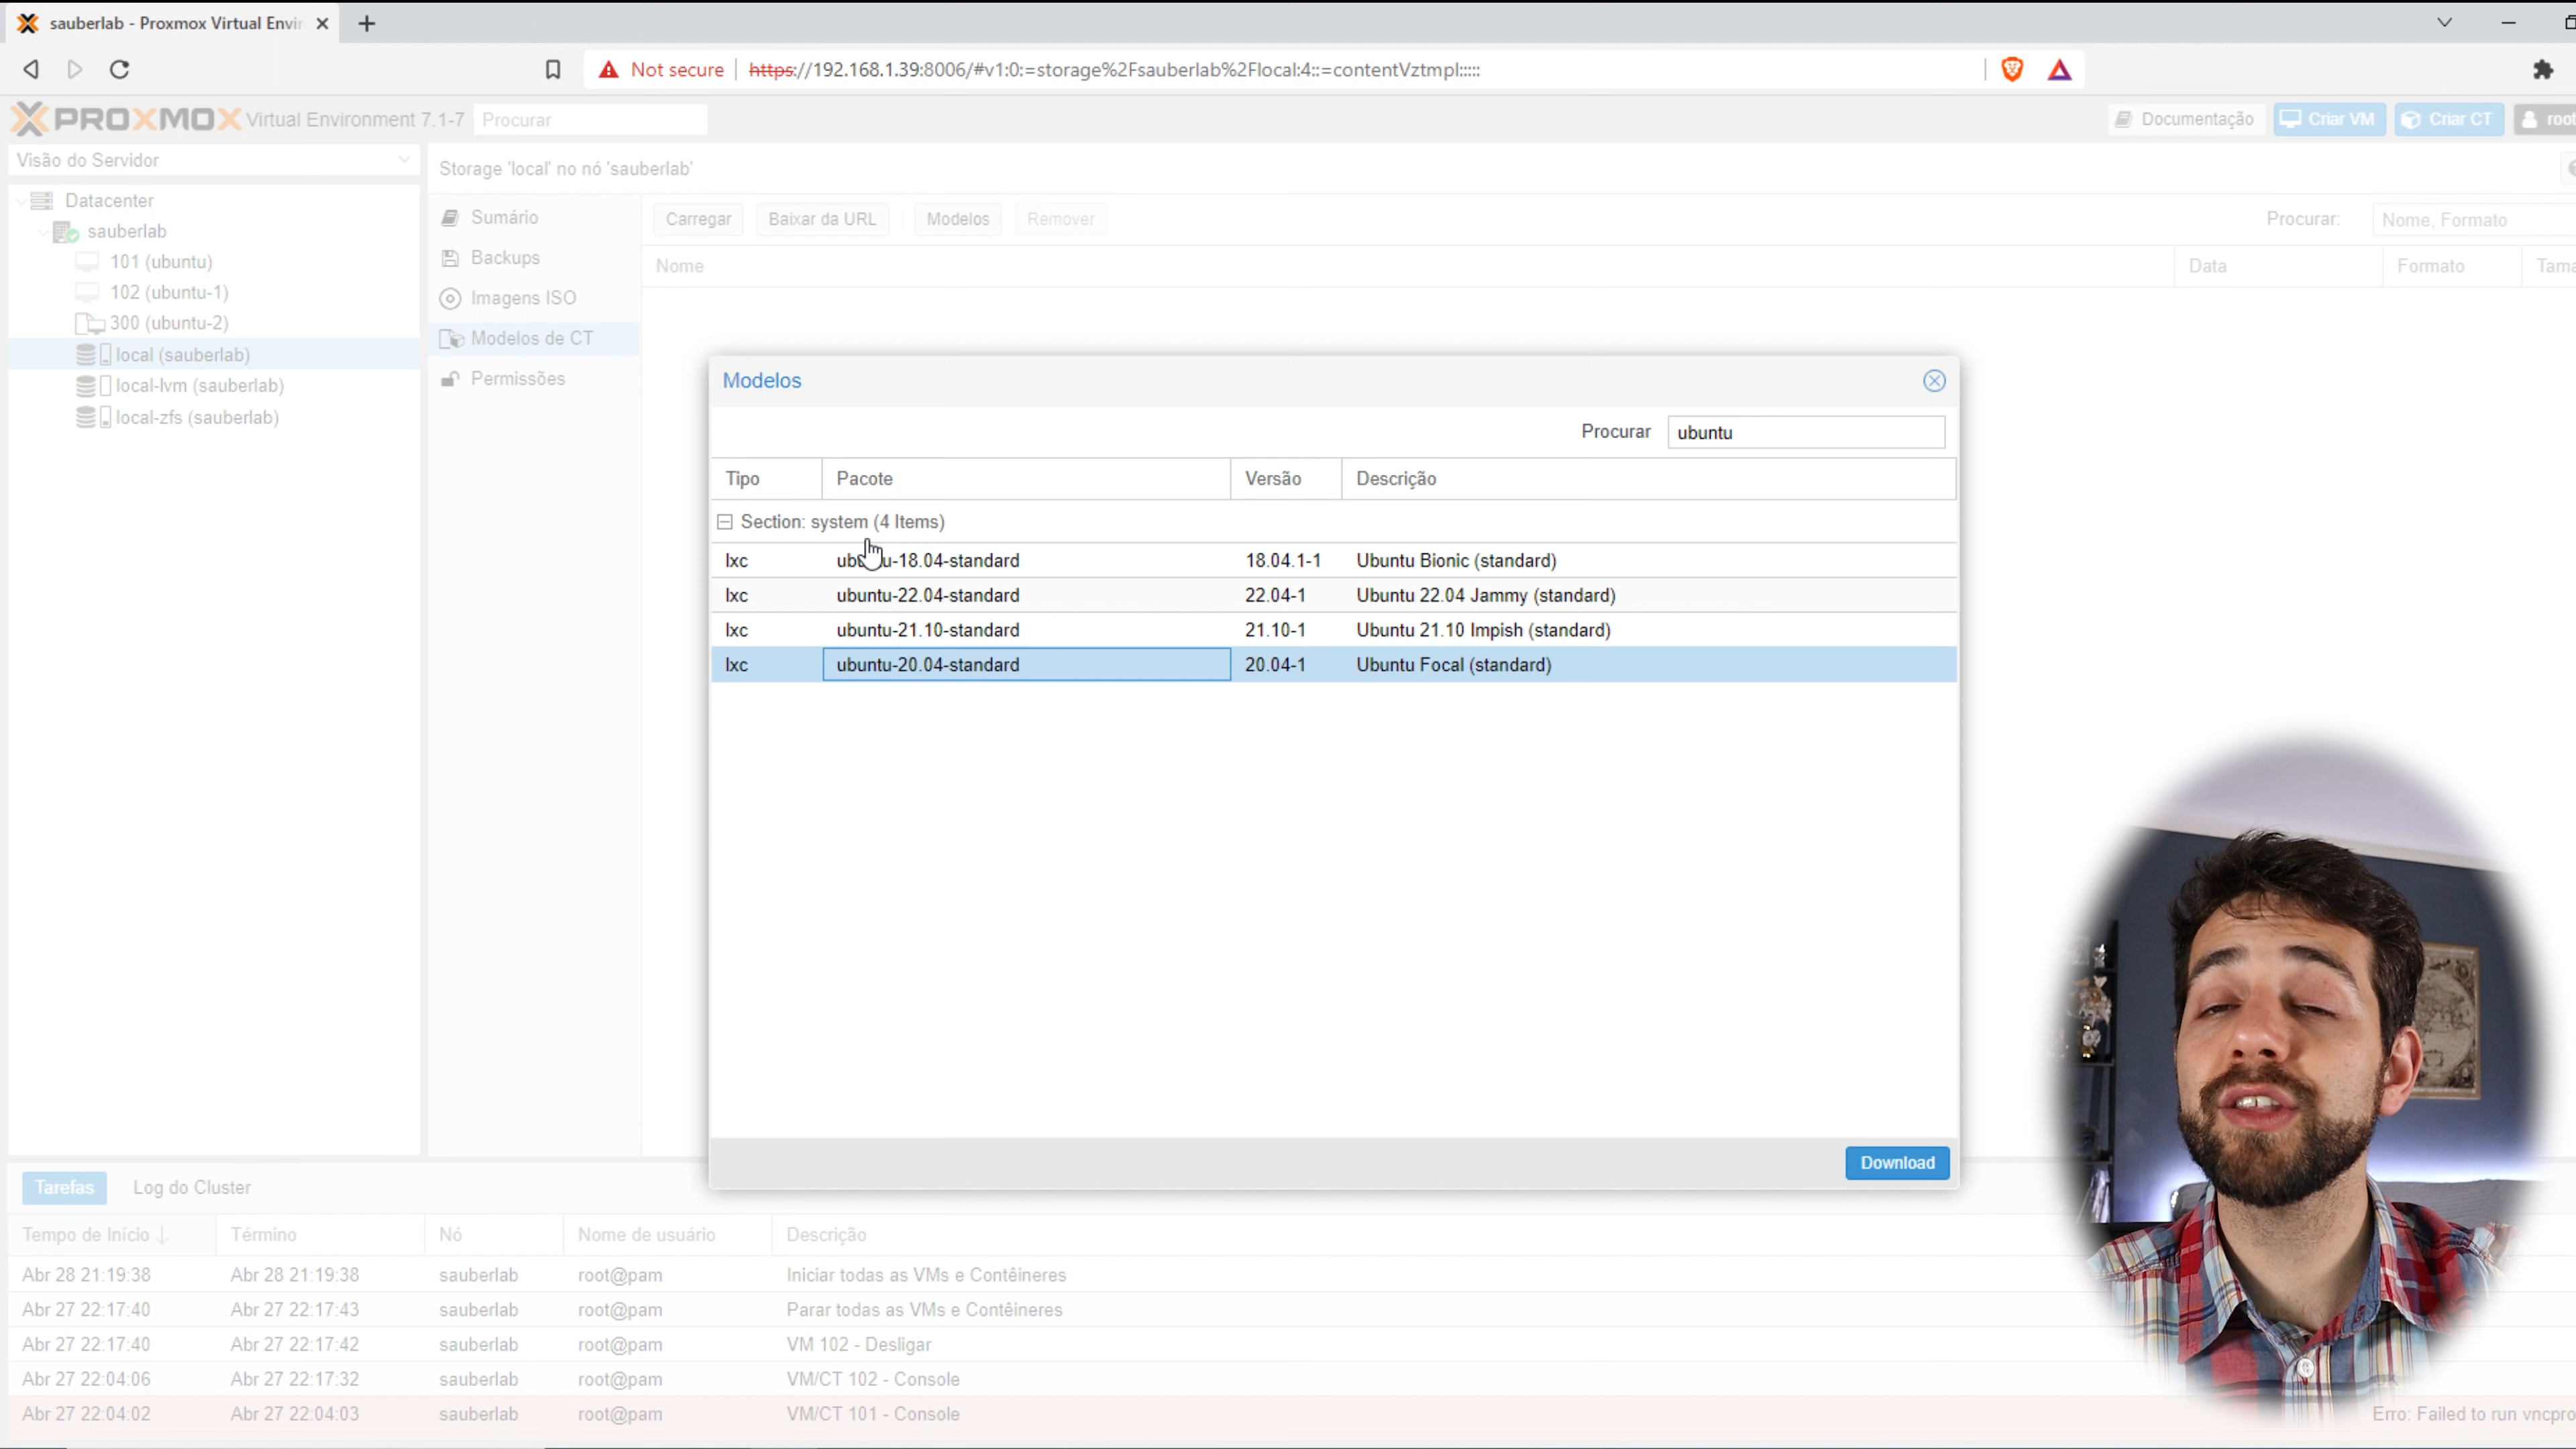 sauberlab - Proxmox Virtual Envir
Not secure https://192.168.1.39:8006/#v1:0:=storage%2Fsauberlab%2Flocal:4::=contentVztmpl:::::
PROXMOX Virtual Environment 7.1-7 Procurar Documentação Criar VM Criar CT root
Visão do Servidor
Storage 'local' no nó 'sauberlab'
Datacenter
sauberlab
101 (ubuntu)
102 (ubuntu-1)
300 (ubuntu-2)
local (sauberlab)
local-lvm (sauberlab)
local-zfs (sauberlab)
Sumário
Backups
Imagens ISO
Modelos de CT
Permissões
Carregar Baixar da URL Modelos Remover Procurar: Nome, Formato
Nome Data Formato
Modelos
Procurar ubuntu
Tipo Pacote Versão Descrição
Section: system (4 Items)
lxc ubuntu-18.04-standard 18.04.1-1 Ubuntu Bionic (standard)
lxc ubuntu-22.04-standard 22.04-1 Ubuntu 22.04 Jammy (standard)
lxc ubuntu-21.10-standard 21.10-1 Ubuntu 21.10 Impish (standard)
lxc ubuntu-20.04-standard 20.04-1 Ubuntu Focal (standard)
Download
Tarefas Log do Cluster
Tempo de Início Término Nó Nome de usuário Descrição
Abr 28 21:19:38 Abr 28 21:19:38 sauberlab root@pam Iniciar todas as VMs e Contêineres
Abr 27 22:17:40 Abr 27 22:17:43 sauberlab root@pam Parar todas as VMs e Contêineres
Abr 27 22:17:40 Abr 27 22:17:42 sauberlab root@pam VM 102 - Desligar
Abr 27 22:04:06 Abr 27 22:17:32 sauberlab root@pam VM/CT 102 - Console
Abr 27 22:04:02 Abr 27 22:04:03 sauberlab root@pam VM/CT 101 - Console Erro: Failed to run vncpro